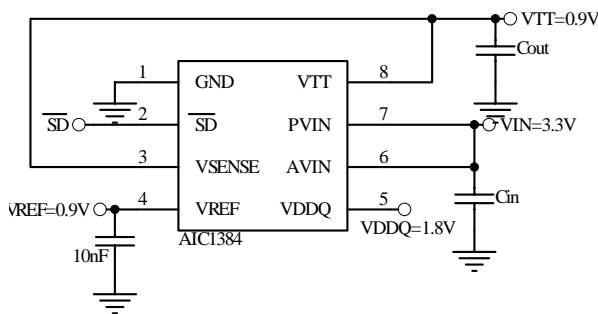 VTT=0.9V
Cout
1 GND VTT 8
SD 2 SD PVIN 7 VIN=3.3V
3 VSENSE AVIN 6
VREF=0.9V 4 VREF VDDQ 5
Cin
VDDQ=1.8V
AIC1384
10nF